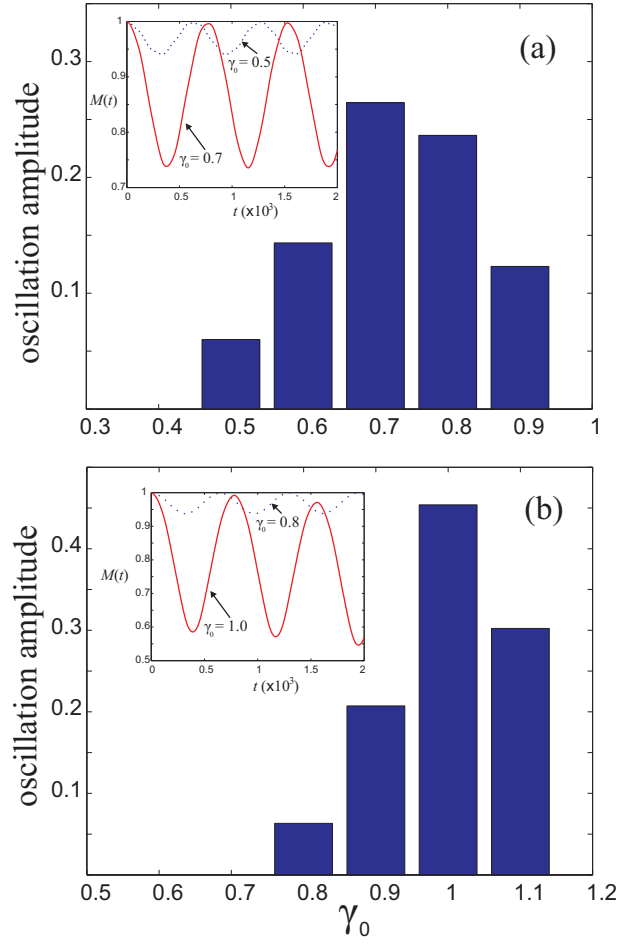 (a)
oscillation amplitude
0.3
0.2
0.1
0.3 0.4 0.5 0.6 0.7 0.8 0.9 1
1
0.9
M(t)
0.8
0.7
γ₀ = 0.5
γ₀ = 0.7
0 0.5 1 1.5 2
t (x10³)
(b)
oscillation amplitude
0.4
0.3
0.2
0.1
0.5 0.6 0.7 0.8 0.9 1 1.1 1.2
γ₀
1
0.9
M(t)
0.8
0.7
0.6
0.5
γ₀ = 0.8
γ₀ = 1.0
0 0.5 1 1.5 2
t (x10³)